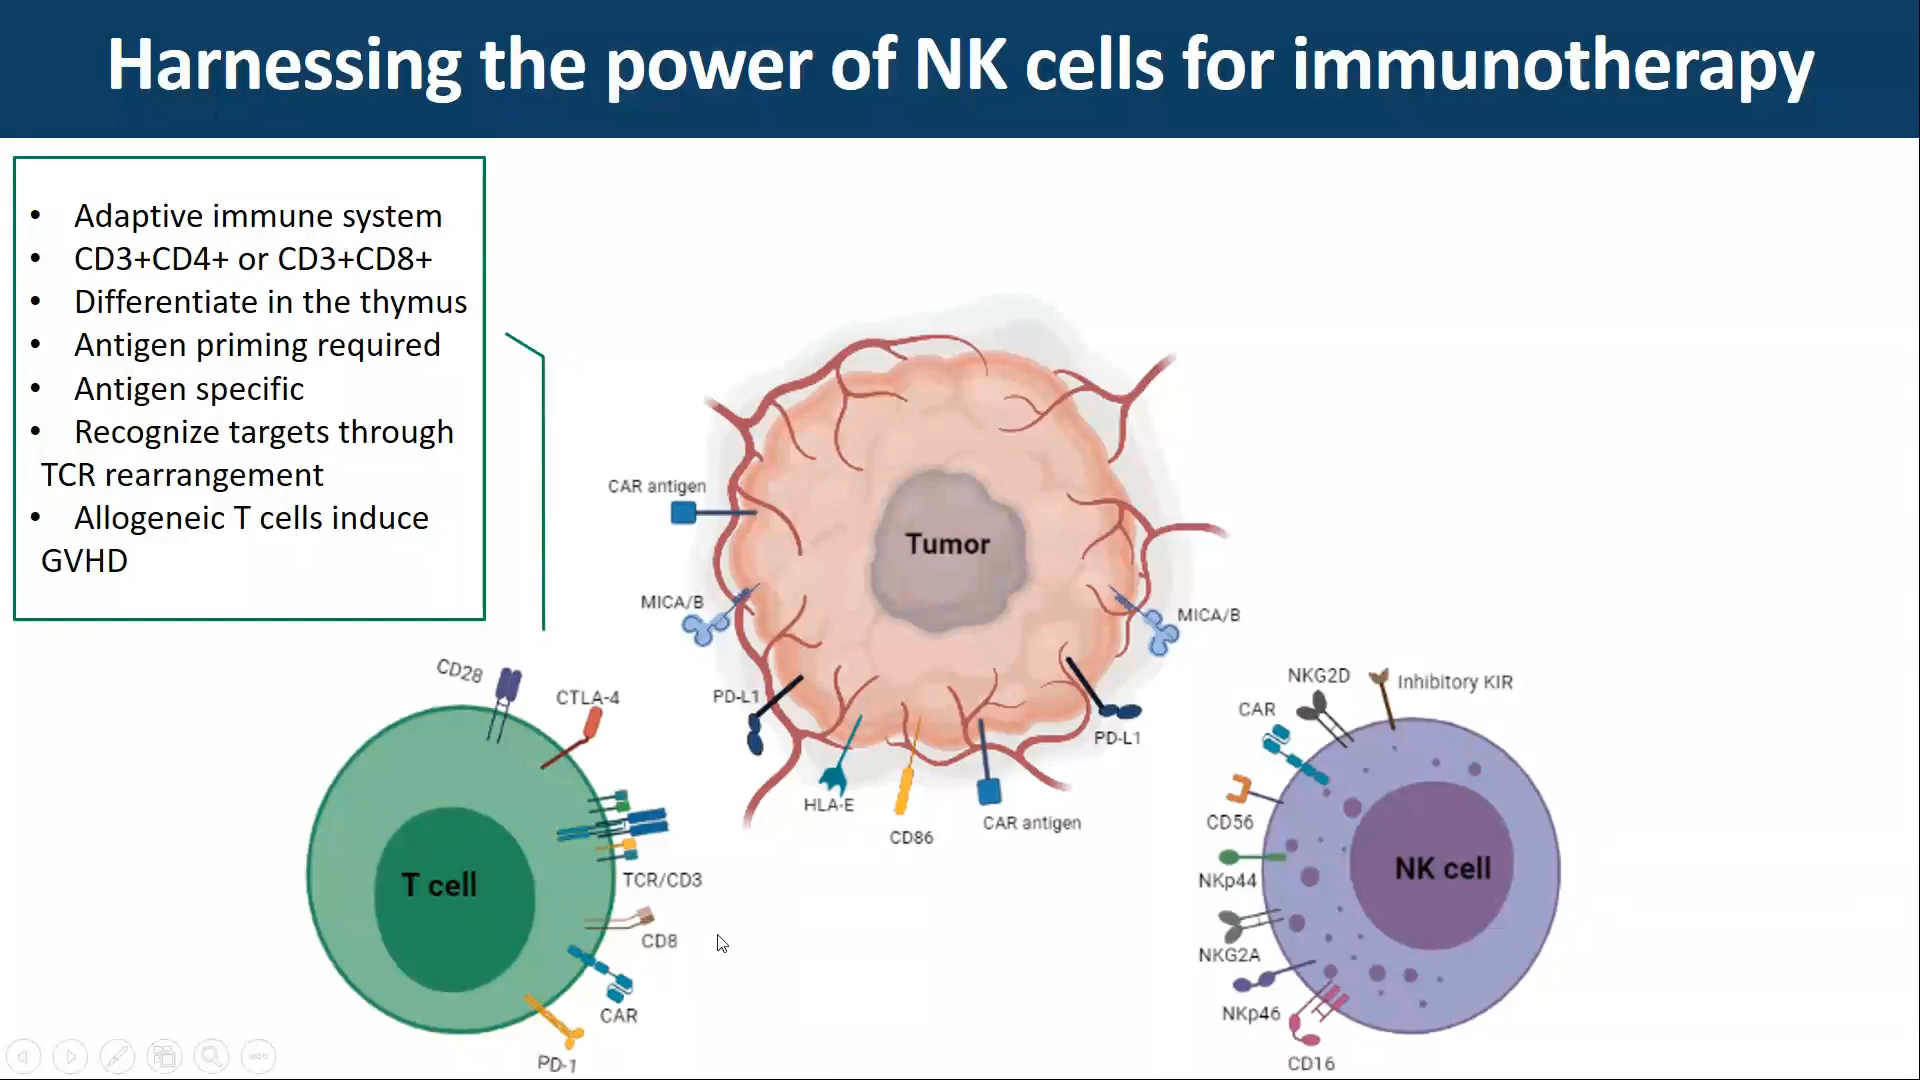 Harnessing the power of NK cells for immunotherapy
• Adaptive immune system
• CD3+CD4+ or CD3+CD8+
• Differentiate in the thymus
• Antigen priming required
• Antigen specific
• Recognize targets through
TCR rearrangement
• Allogeneic T cells induce
GVHD
CAR antigen
Tumor
MICA/B
MICA/B
PD-L1
PD-L1
HLA-E
CD86
CAR antigen
CD28
CTLA-4
T cell
TCR/CD3
CD8
CAR
PD-1
NKG2D
Inhibitory KIR
CAR
CD56
NKp44
NK cell
NKG2A
NKp46
CD16